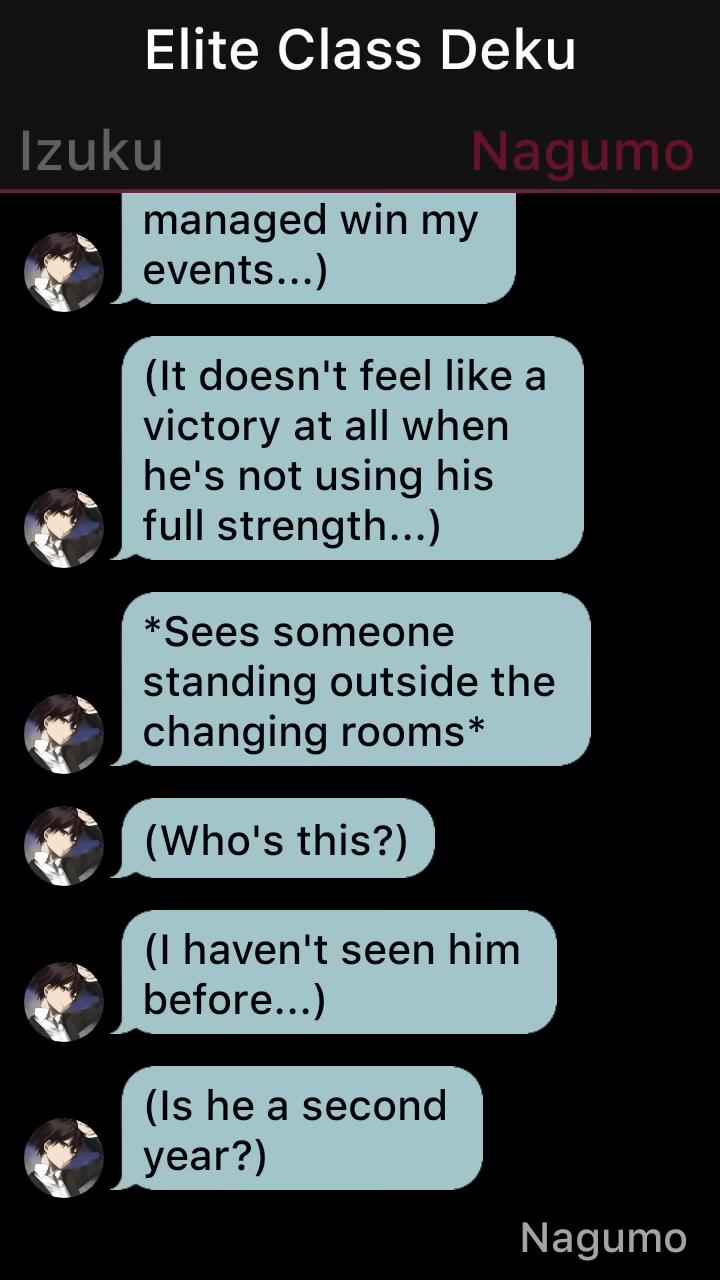 Elite Class Deku
Izuku
Nagumo
managed win my
events...)
(It doesn't feel like a
victory at all when
he's not using his
full strength...)
*Sees someone
standing outside the
changing rooms*
(Who's this?)
(I haven't seen him
before...)
(Is he a second
year?)
Nagumo